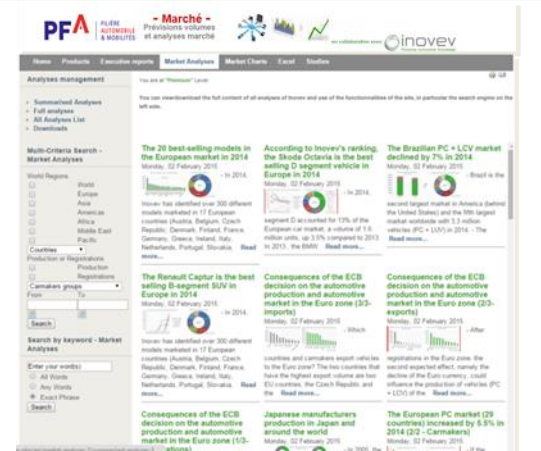 PFA FILIÈRE
AUTOMOBILE
& MOBILITÉS
- Marché -
Prévisions volumes
et analyses marché
en collaboration avec inovev
Home Products Executive reports Market Analyses Market Charts Excel Studies
Analyses management
Summarised Analyses
Full analyses
All Analyses List
Downloads
Multi-Criteria Search -
Market Analyses
World Regions
World
Europe
Asia
Americas
Africa
Middle East
Pacific
Countries
Production or Registrations
Production
Registrations
Carmakers groups
From To
Search
Search by keyword - Market
Analyses
Enter your word(s)
All Words
Any Words
Exact Phrase
Search
You are at "Premium" Level
You can view/download the full content of all analyses of Inovev and use of the functionnalities of the site, in particular the search engine on the
left side.
The 20 best-selling models in
the European market in 2014
Monday, 02 February 2015
- In 2014,
Inovev has identified over 300 different
models marketed in 17 European
countries (Austria, Belgium, Czech
Republic, Denmark, Finland, France,
Germany, Greece, Ireland, Italy,
Netherlands, Portugal, Slovakia, Read
more...
According to Inovev's ranking,
the Skoda Octavia is the best
selling D segment vehicle in
Europe in 2014
Monday, 02 February 2015
- In 2014,
segment D accounted for 13% of the
European car market, a volume of 1.6
million units, up 3.5% compared to 2013
In 2013, the BMW Read more...
The Brazilian PC + LCV market
declined by 7% in 2014
Monday, 02 February 2015
- Brazil is the
second largest market in America (behind
the United States) and the fifth largest
market worldwide with 3.3 million
vehicles (PC + LUV) in 2014. - The
Read more...
The Renault Captur is the best
selling B-segment SUV in
Europe in 2014
Monday, 02 February 2015
- In 2014,
Inovev has identified over 300 different
models marketed in 17 European
countries (Austria, Belgium, Czech
Republic, Denmark, Finland, France,
Germany, Greece, Ireland, Italy,
Netherlands, Portugal, Slovakia, Read
more...
Consequences of the ECB
decision on the automotive
production and automotive
market in the Euro zone (3/3-
imports)
Monday, 02 February 2015
- Which
countries and carmakers export vehicles
to the Euro zone? The two countries that
have the highest export volume are two
EU countries, the Czech Republic and
the Read more...
Consequences of the ECB
decision on the automotive
production and automotive
market in the Euro zone (2/3-
exports)
Monday, 02 February 2015
- After
registrations in the Euro zone, the
second expected effect, namely the
decline of the Euro currency, could
influence the production of vehicles (PC
+ LCV) of the Read more...
Consequences of the ECB
decision on the automotive
production and automotive
market in the Euro zone (1/3-
Japanese manufacturers
production in Japan and
around the world
Monday, 02 February 2015
- In 2005, the
The European PC market (29
countries) increased by 5.5% in
2014 (2/2 - Carmakers)
Monday, 02 February 2015
- If the